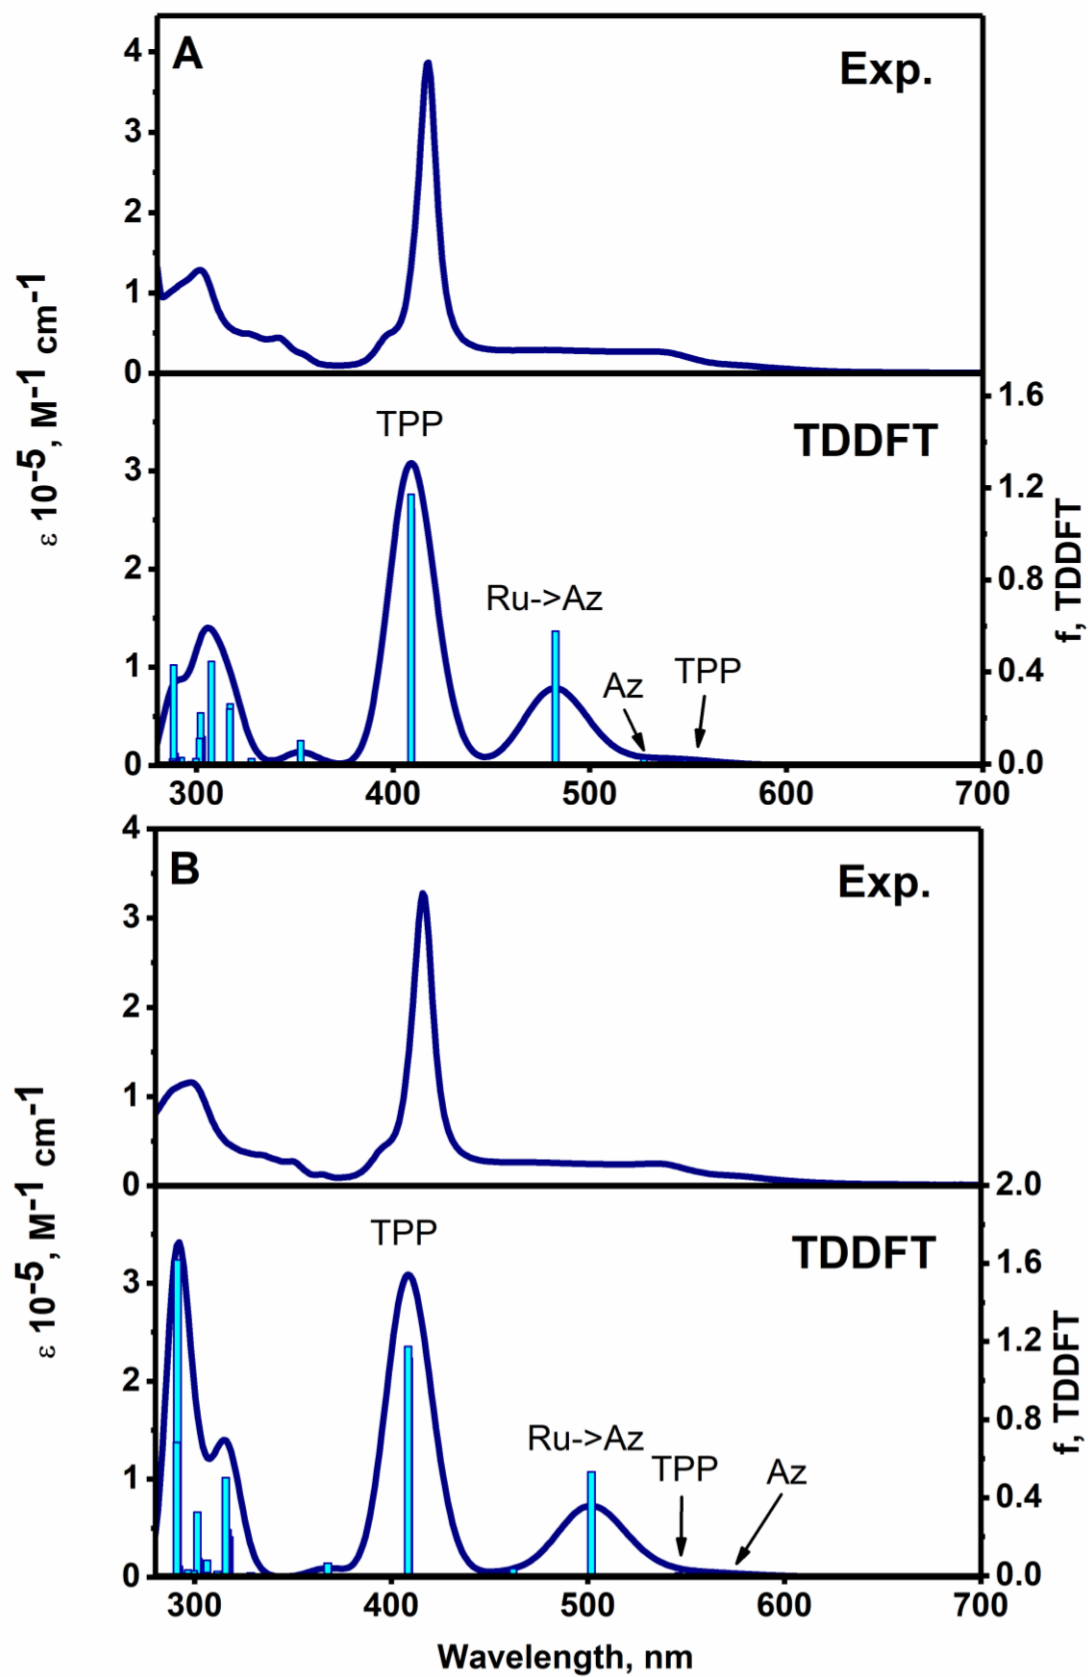 A
Exp.
4
3
2
1
0
ε 10-5, M-1 cm-1
TPP
TDDFT
Ru->Az
Az
TPP
3
2
1
0
1.6
1.2
0.8
0.4
0.0
f, TDDFT
300 400 500 600 700
B
Exp.
4
3
2
1
0
ε 10-5, M-1 cm-1
TPP
TDDFT
Ru->Az
TPP
Az
3
2
1
0
2.0
1.6
1.2
0.8
0.4
0.0
f, TDDFT
300 400 500 600 700
Wavelength, nm